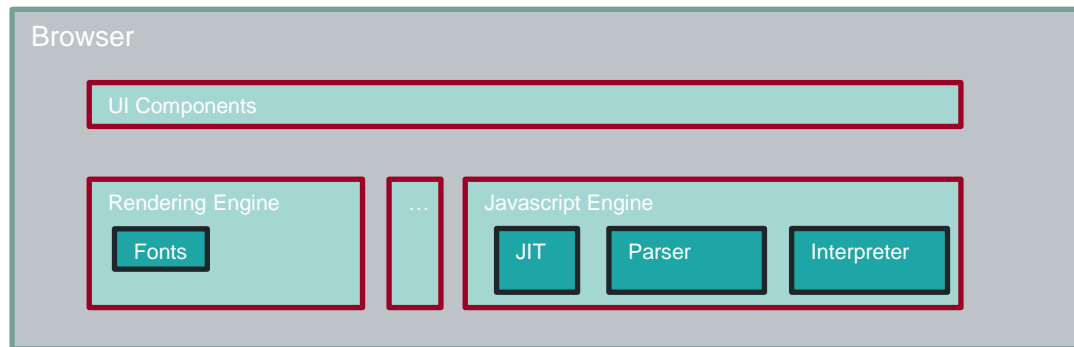 Browser
UI Components
Rendering Engine
Fonts
…
Javascript Engine
JIT
Parser
Interpreter